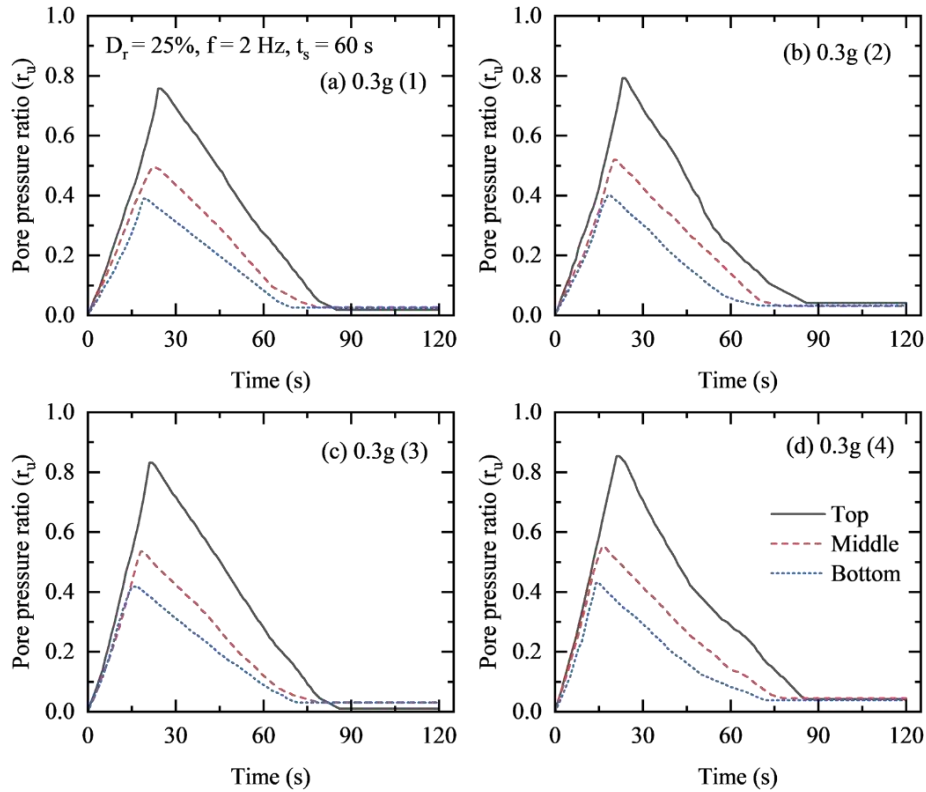 1.0
0.8
0.6
0.4
0.2
0.0
Pore pressure ratio (r_u)
D_r = 25%, f = 2 Hz, t_s = 60 s
(a) 0.3g (1)
0 30 60 90 120
Time (s)
1.0
0.8
0.6
0.4
0.2
0.0
Pore pressure ratio (r_u)
(b) 0.3g (2)
0 30 60 90 120
Time (s)
1.0
0.8
0.6
0.4
0.2
0.0
Pore pressure ratio (r_u)
(c) 0.3g (3)
0 30 60 90 120
Time (s)
1.0
0.8
0.6
0.4
0.2
0.0
Pore pressure ratio (r_u)
(d) 0.3g (4)
Top
Middle
Bottom
0 30 60 90 120
Time (s)